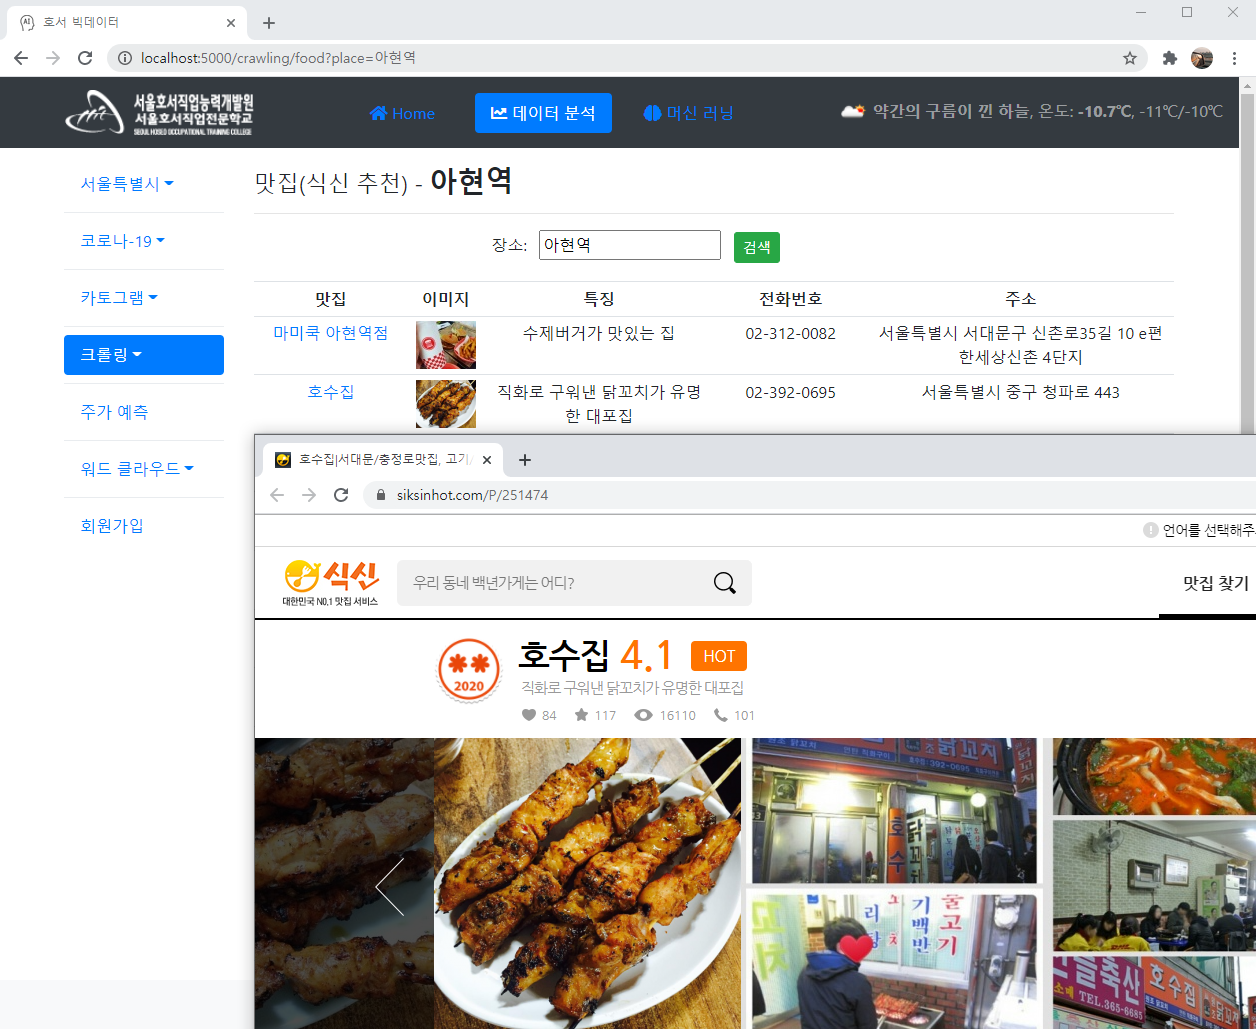 호서 빅데이터
localhost:5000/crawling/food?place=아현역
서울호서직업능력개발원
서울호서직업전문학교
SEOUL HOSEO OCCUPATIONAL TRAINING COLLEGE
Home
데이터 분석
머신 러닝
약간의 구름이 낀 하늘, 온도: -10.7℃, -11℃/-10℃
서울특별시
코로나-19
카토그램
크롤링
주가 예측
워드 클라우드
회원가입
맛집(식신 추천) - 아현역
장소: 아현역 검색
맛집 이미지 특징 전화번호 주소
마미쿡 아현역점 수제버거가 맛있는 집 02-312-0082 서울특별시 서대문구 신촌로35길 10 e편
한세상신촌 4단지
호수집 직화로 구워낸 닭꼬치가 유명 02-392-0695 서울특별시 중구 청파로 443
한 대포집
호수집|서대문/충정로맛집, 고기/
siksinhot.com/P/251474
언어를 선택해주
식신
대한민국 NO.1 맛집 서비스
우리 동네 백년가게는 어디?
맛집 찾기
2020
호수집 4.1 HOT
직화로 구워낸 닭꼬치가 유명한 대포집
84 117 16110 101
닭꼬치
392-0695
호수
닭꼬
불고기
기백반
호수집
닭꼬치
TEL.365-6685